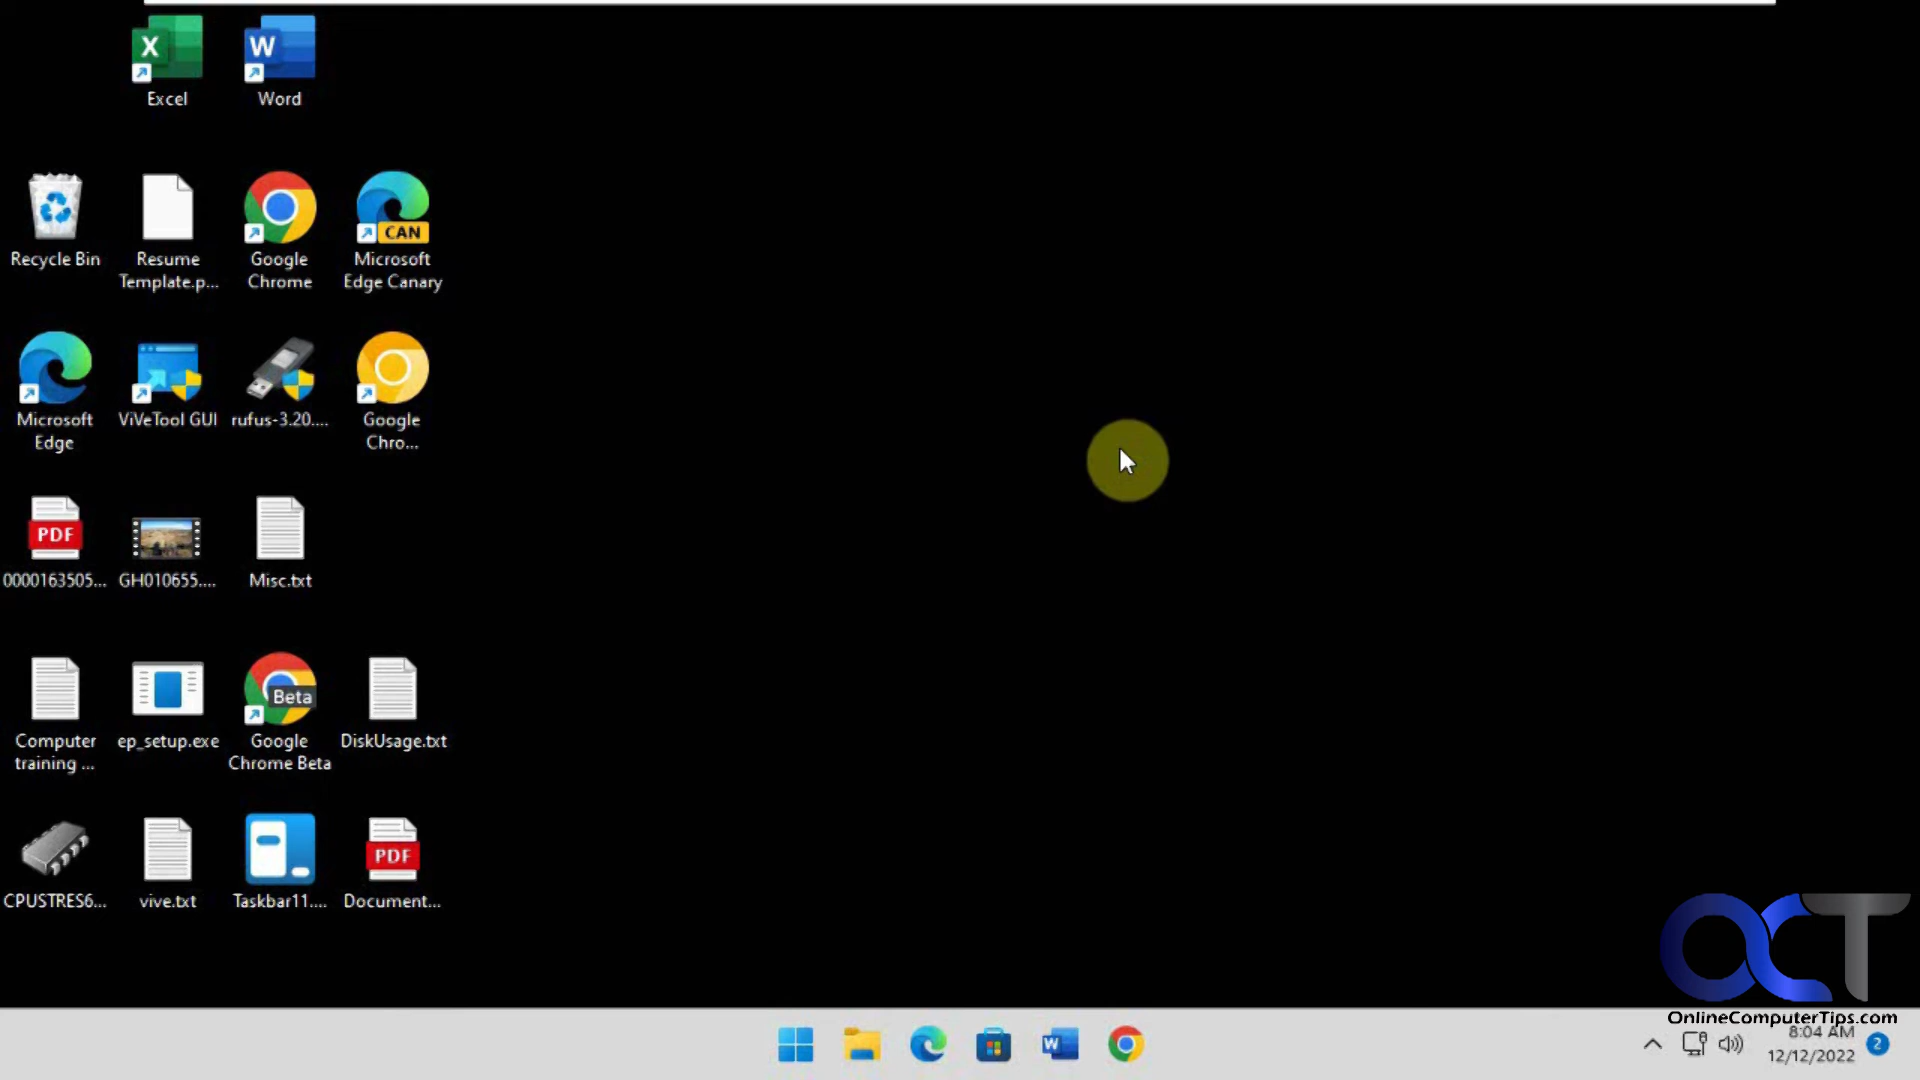 Excel
Word
Recycle Bin
Resume
Template.p...
Google
Chrome
CAN
Microsoft
Edge Canary
Microsoft
Edge
ViVeTool GUI
rufus-3.20....
Google
Chro...
PDF
0000163505...
GH010655....
Misc.txt
Computer
training ...
ep_setup.exe
Beta
Google
Chrome Beta
DiskUsage.txt
CPUSTRES6...
vive.txt
Taskbar11....
PDF
Document...
OCT
OnlineComputerTips.com
8:04 AM
12/12/2022
2